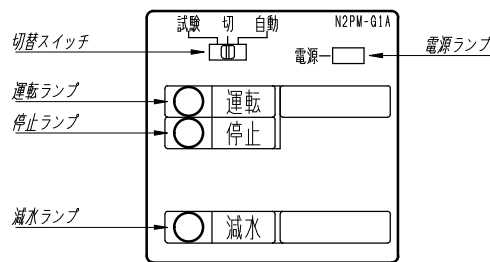 試験 切 自動 N2PM-G1A
切替スイッチ
電源
電源ランプ
運転ランプ
運転
停止ランプ
停止
減水ランプ
減水